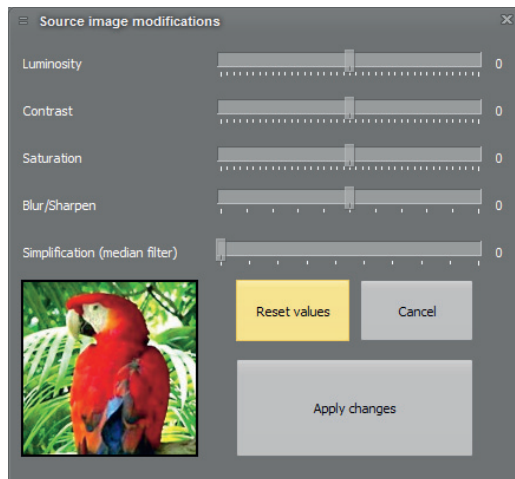 Source image modifications
Luminosity 0
Contrast 0
Saturation 0
Blur/Sharpen 0
Simplification (median filter) 0
Reset values Cancel
Apply changes